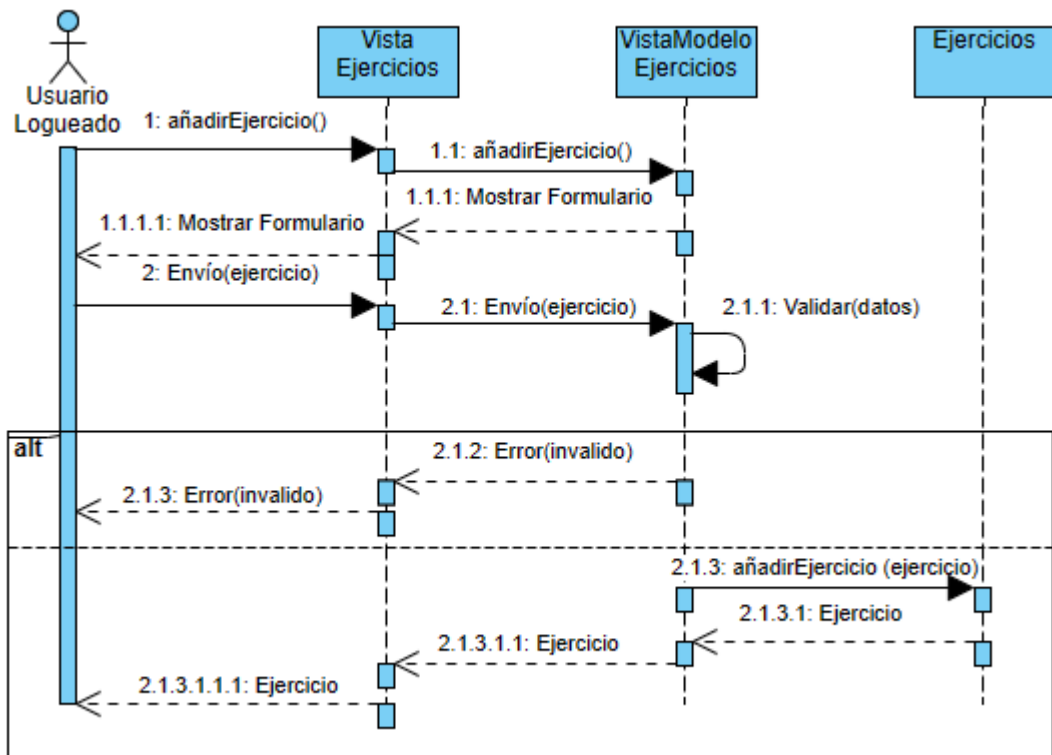 Vista
Ejercicios
VistaModelo
Ejercicios
Ejercicios
Usuario
Logueado
1: añadirEjercicio()
1.1: añadirEjercicio()
1.1.1: Mostrar Formulario
1.1.1.1: Mostrar Formulario
2: Envío(ejercicio)
2.1: Envío(ejercicio)
2.1.1: Validar(datos)
alt
2.1.2: Error(invalido)
2.1.3: Error(invalido)
2.1.3: añadirEjercicio (ejercicio)
2.1.3.1: Ejercicio
2.1.3.1.1: Ejercicio
2.1.3.1.1.1: Ejercicio